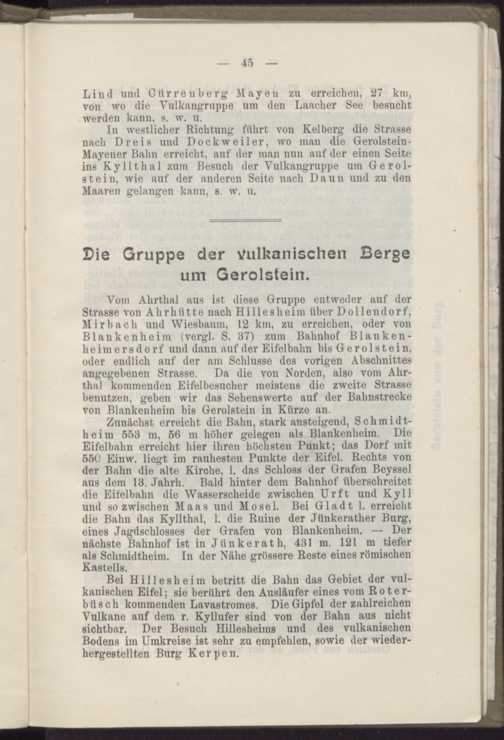 — 45 —
Lind und Cürrenberg Mayen zu erreichen, 27 km,
von wo die Vulkangruppe um den Laacher See besucht
werden kann, s. w. u.
In westlicher Richtung führt von Kelberg die Strasse
nach Dreis und Dockweiler, wo man die Gerolstein-
Mayener Bahn erreicht, auf der man nun auf der einen Seite
ins Kyllthal zum Besuch der Vulkangruppe um Gerol-
stein, wie auf der anderen Seite nach Daun und zu den
Maaren gelangen kann, s. w. u.
Die Gruppe der vulkanischen Berge
um Gerolstein.
Vom Ahrthal aus ist diese Gruppe entweder auf der
Strasse von Ahrhütte nach Hillesheim über Dollendorf,
Mirbach und Wiesbaum, 12 km, zu erreichen, oder von
Blankenheim (vergl. S. 37) zum Bahnhof Blanken-
heimersdorf und dann auf der Eifelbahn bis Gerolstein,
oder endlich auf der am Schlusse des vorigen Abschnittes
angegebenen Strasse. Da die von Norden, also vom Ahr-
thal kommenden Eifelbesucher meistens die zweite Strasse
benutzen, geben wir das Sehenswerte auf der Bahnstrecke
von Blankenheim bis Gerolstein in Kürze an.
Zunächst erreicht die Bahn, stark ansteigend, Schmidt-
heim 553 m, 56 m höher gelegen als Blankenheim. Die
Eifelbahn erreicht hier ihren höchsten Punkt; das Dorf mit
550 Einw. liegt im rauhesten Punkte der Eifel. Rechts von
der Bahn die alte Kirche, l. das Schloss der Grafen Beyssel
aus dem 13. Jahrh. Bald hinter dem Bahnhof überschreitet
die Eifelbahn die Wasserscheide zwischen Urft und Kyll
und so zwischen Maas und Mosel. Bei Gladt l. erreicht
die Bahn das Kyllthal, l. die Ruine der Jünkerather Burg,
eines Jagdschlosses der Grafen von Blankenheim. — Der
nächste Bahnhof ist in Jünkerath, 431 m. 121 m tiefer
als Schmidtheim. In der Nähe grössere Reste eines römischen
Kastells.
Bei Hillesheim betritt die Bahn das Gebiet der vul-
kanischen Eifel; sie berührt den Ausläufer eines vom Roter-
büsch kommenden Lavastromes. Die Gipfel der zahlreichen
Vulkane auf dem r. Kyllufer sind von der Bahn aus nicht
sichtbar. Der Besuch Hillesheims und des vulkanischen
Bodens im Umkreise ist sehr zu empfehlen, sowie der wieder-
hergestellten Burg Kerpen.